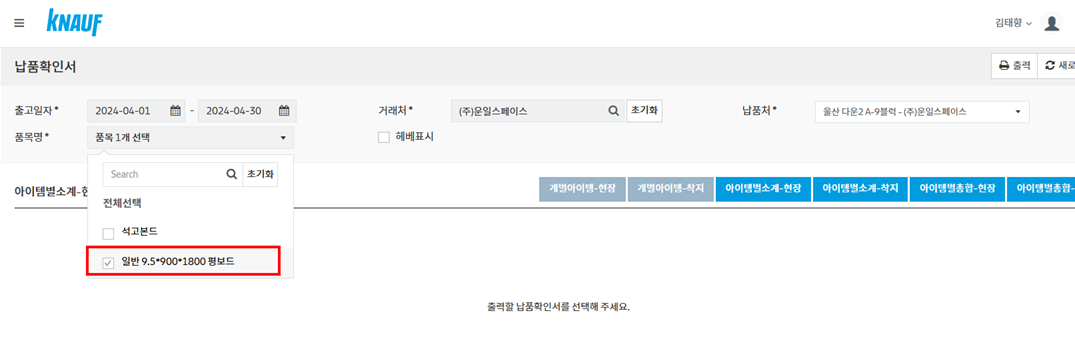 KNAUF
김태향
납품확인서
출력 새로
출고일자* 2024-04-01 - 2024-04-30 거래처* (주)운일스페이스 초기화 납품처* 울산 다운2 A-9블럭 - (주)운일스페이스
품목명* 품목 1개 선택 헤베표시
Search 초기화
아이템별소계-현 개별아이템-현장 개별아이템-착지 아이템별소계-현장 아이템별소계-착지 아이템별총합-현장 아이템별총합-
전체선택
석고본드
일반 9.5*900*1800 평보드
출력할 납품확인서를 선택해 주세요.